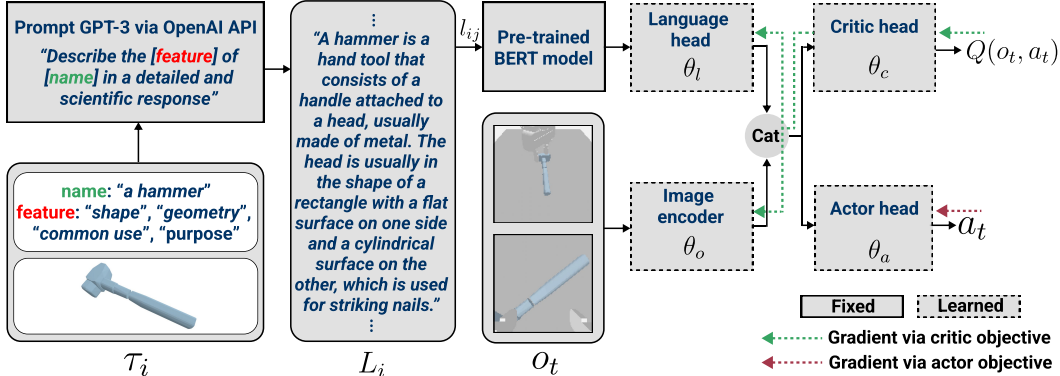 Prompt GPT-3 via OpenAI API
“Describe the [feature] of
[name] in a detailed and
scientific response”
name: “a hammer”
feature: “shape”, “geometry”,
“common use”, “purpose”
τi
⋮
“A hammer is a
hand tool that
consists of a
handle attached to
a head, usually
made of metal. The
head is usually in
the shape of a
rectangle with a flat
surface on one side
and a cylindrical
surface on the
other, which is used
for striking nails.”
⋮
Li
lij
Pre-trained
BERT model
ot
Language
head
θl
Image
encoder
θo
Cat
Critic head
θc
Q(ot, at)
Actor head
θa
at
Fixed
Learned
Gradient via critic objective
Gradient via actor objective